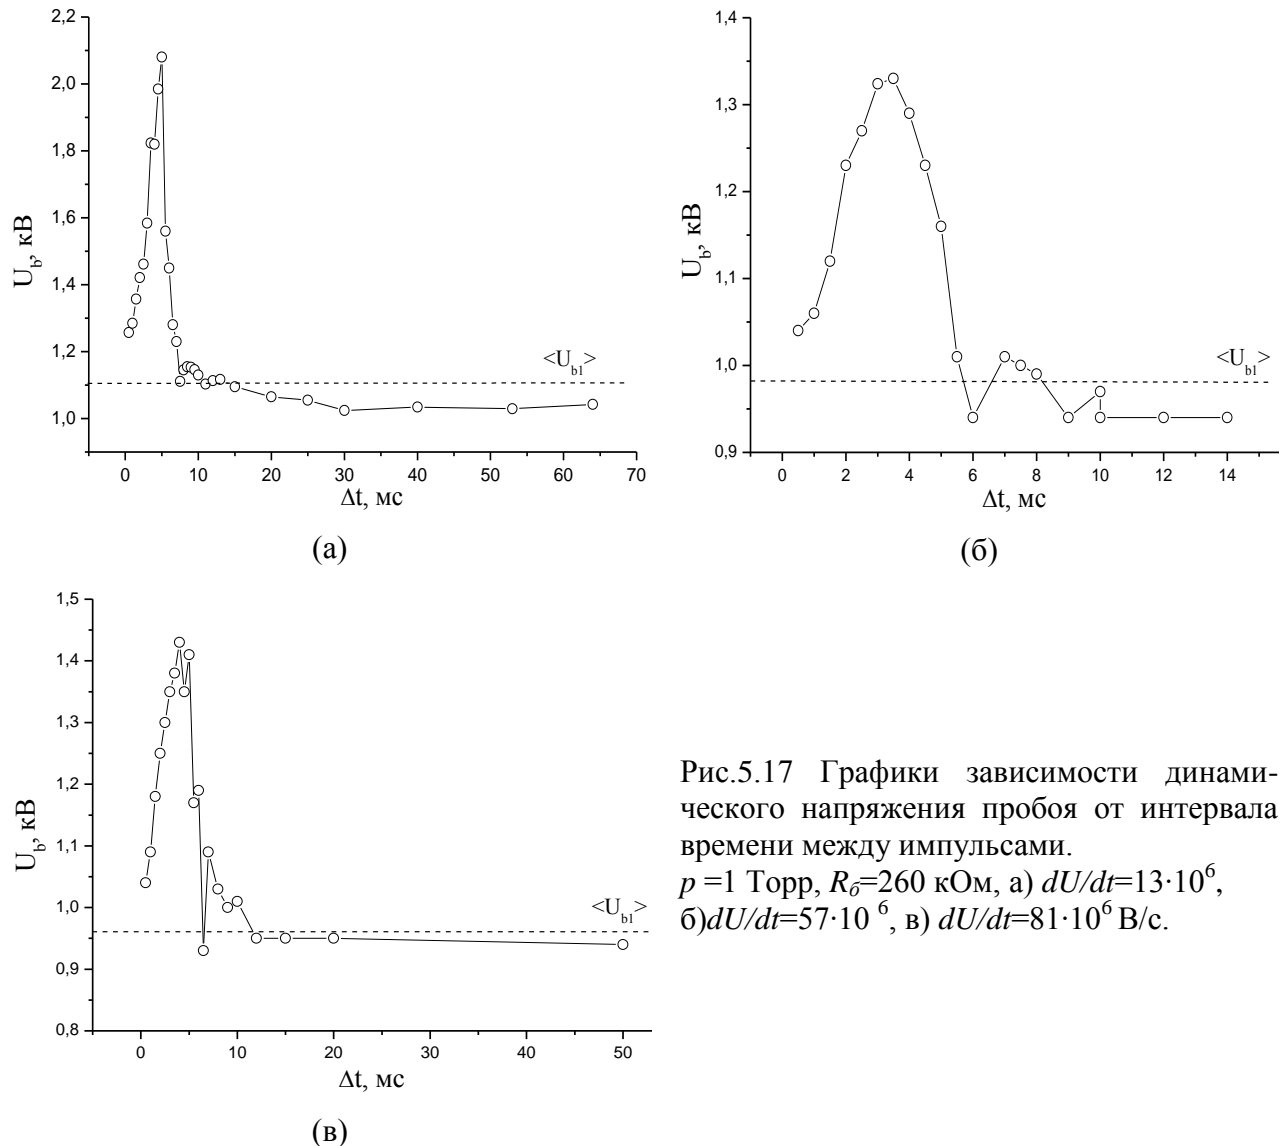 2,2
2,0
1,8
1,6
1,4
1,2
1,0
U_b, кВ
<U_b1>
0 10 20 30 40 50 60 70
Δt, мс
(а)
1,4
1,3
1,2
1,1
1,0
0,9
U_b, кВ
<U_b1>
0 2 4 6 8 10 12 14
Δt, мс
(б)
1,5
1,4
1,3
1,2
1,1
1,0
0,9
0,8
U_b, кВ
<U_b1>
0 10 20 30 40 50
Δt, мс
(в)
Рис.5.17 Графики зависимости динами-
ческого напряжения пробоя от интервала
времени между импульсами.
p =1 Торр, R_б=260 кОм, а) dU/dt=13·10⁶,
б)dU/dt=57·10 ⁶, в) dU/dt=81·10⁶ В/с.